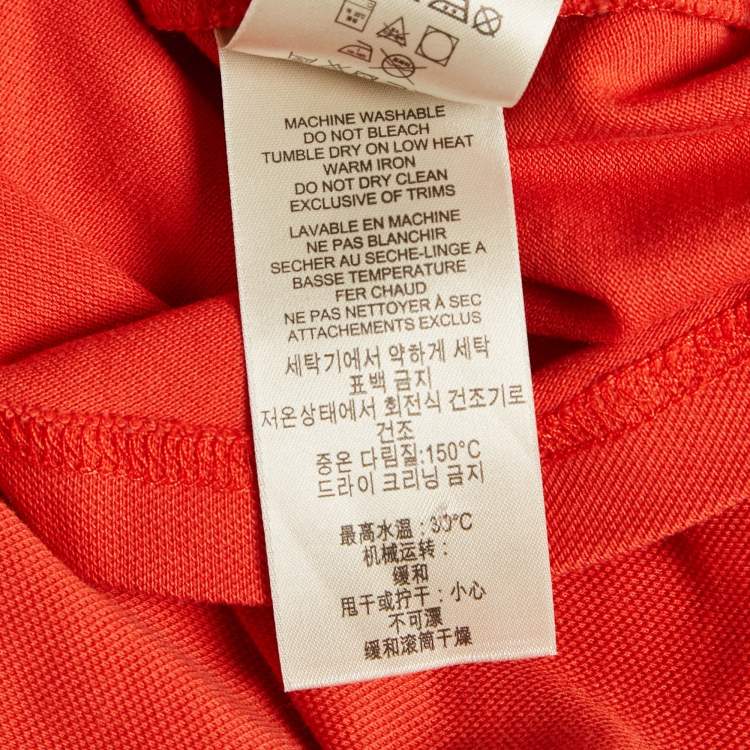 MACHINE WASHABLE
DO NOT BLEACH
TUMBLE DRY ON LOW HEAT
WARM IRON
DO NOT DRY CLEAN
EXCLUSIVE OF TRIMS
LAVABLE EN MACHINE
NE PAS BLANCHIR
SECHER AU SECHE-LINGE A
BASSE TEMPERATURE
FER CHAUD
NE PAS NETTOYER À SEC
ATTACHEMENTS EXCLUS
세탁기에서 약하게 세탁
표백 금지
저온상태에서 회전식 건조기로
건조
중온 다림질:150°C
드라이 크리닝 금지
最高水温：30°C
机械运转：
缓和
甩干或拧干：小心
不可漂
缓和滚筒干燥